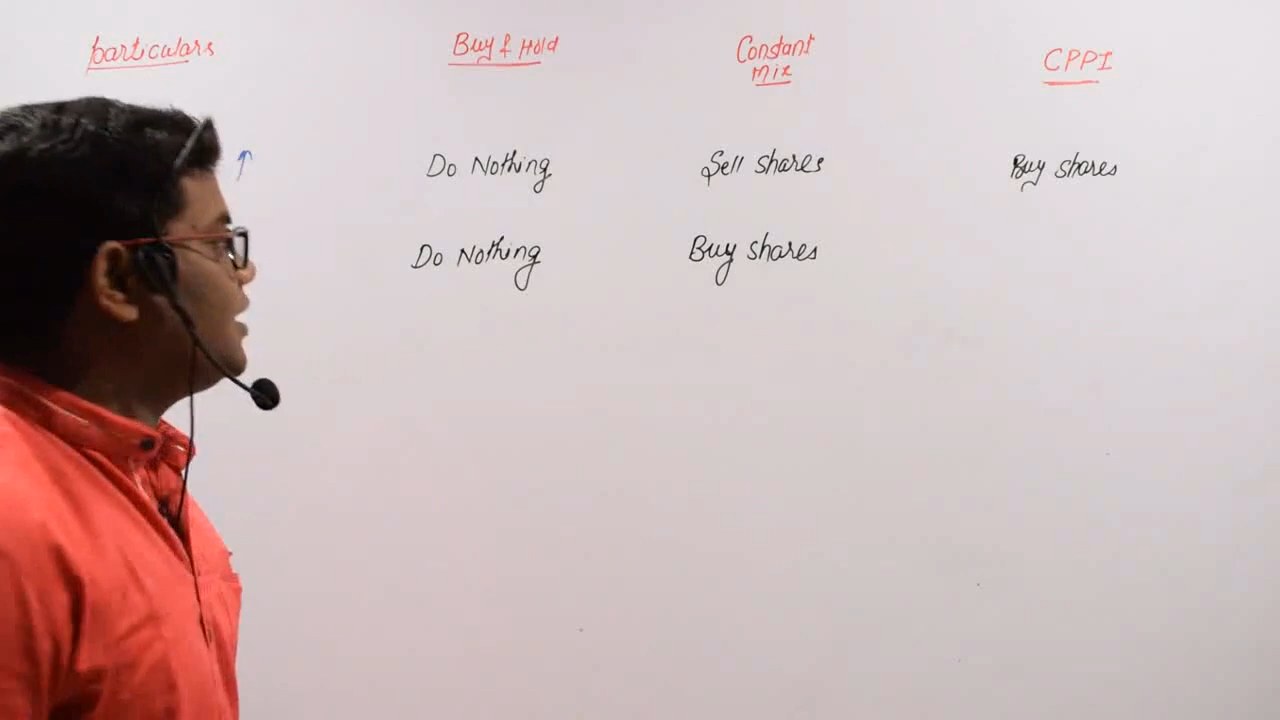 particulars
Buy & Hold
Constant
mix
CPPI
↑
Do Nothing
Sell shares
Buy shares
Do Nothing
Buy shares